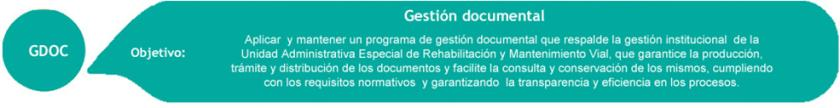 Gestión documental
GDOC
Objetivo:
Aplicar y mantener un programa de gestión documental que respalde la gestión institucional de la
Unidad Administrativa Especial de Rehabilitación y Mantenimiento Vial, que garantice la producción,
trámite y distribución de los documentos y facilite la consulta y conservación de los mismos, cumpliendo
con los requisitos normativos y garantizando la transparencia y eficiencia en los procesos.